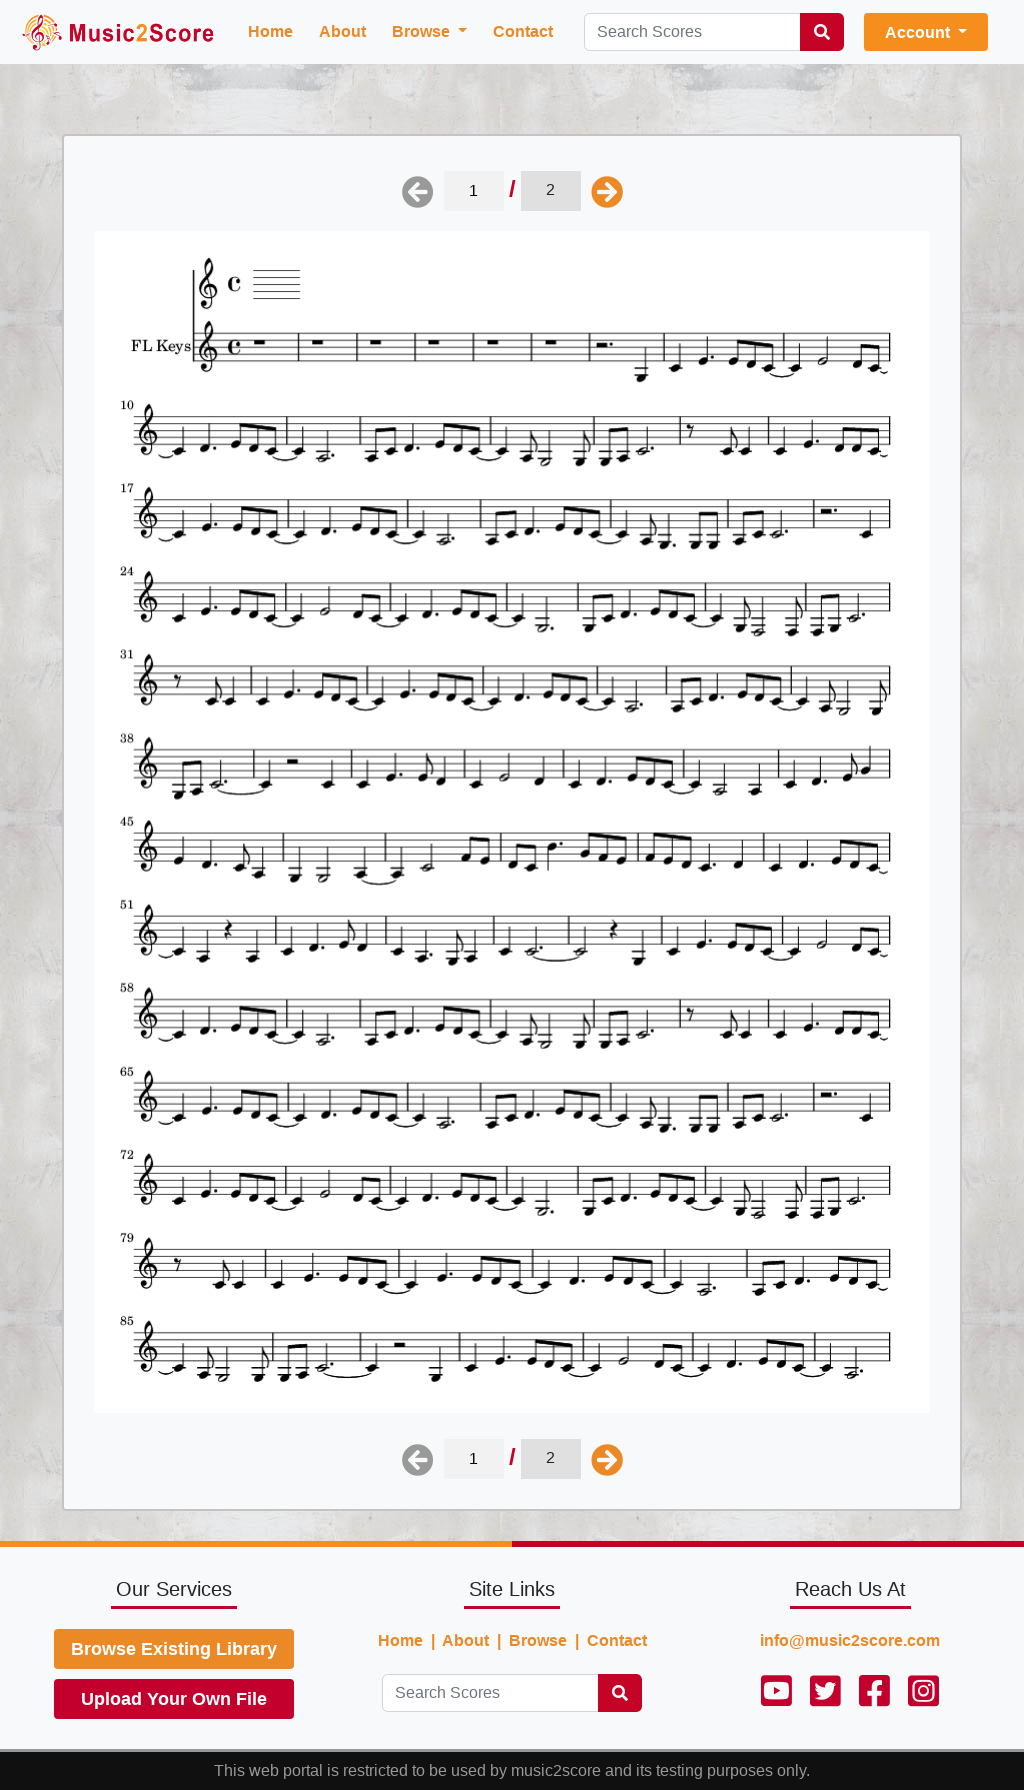 Music2Score Home About Browse Contact Search Scores Account
1 / 2
FL Keys
10
17
24
31
38
45
51
58
65
72
79
85
1 / 2
Our Services Site Links Reach Us At
Browse Existing Library Home | About | Browse | Contact info@music2score.com
Upload Your Own File Search Scores
This web portal is restricted to be used by music2score and its testing purposes only.